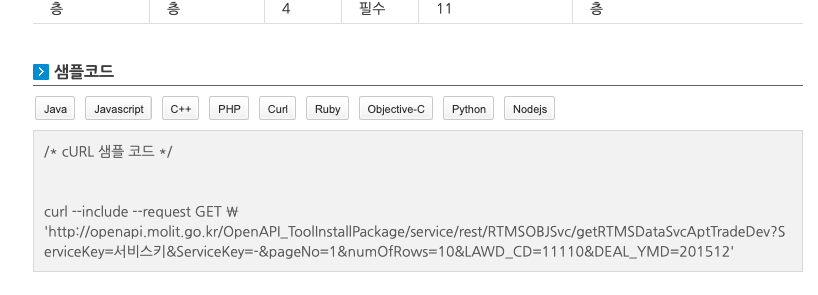 층 층 4 필수 11 층
샘플코드
Java Javascript C++ PHP Curl Ruby Objective-C Python Nodejs
/* cURL 샘플 코드 */
curl --include --request GET ₩
'http://openapi.molit.go.kr/OpenAPI_ToolInstallPackage/service/rest/RTMSOBJSvc/getRTMSDataSvcAptTradeDev?S
erviceKey=서비스키&ServiceKey=-&pageNo=1&numOfRows=10&LAWD_CD=11110&DEAL_YMD=201512'